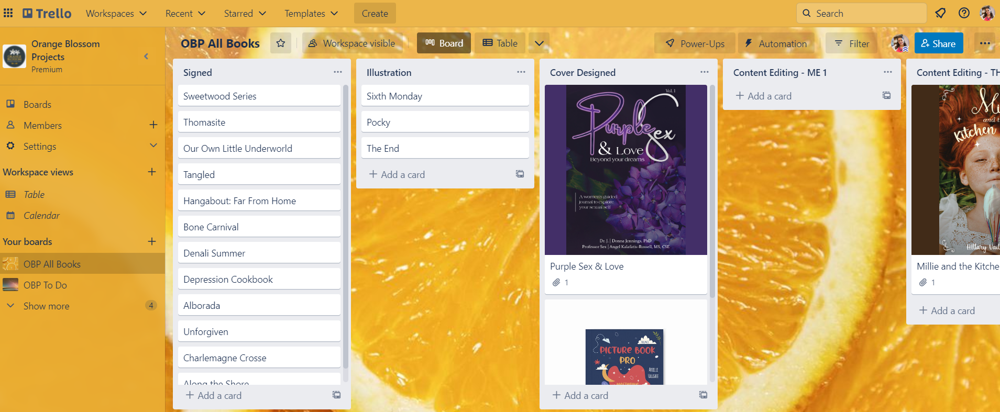 Trello
Workspaces
Recent
Starred
Templates
Create
Search
Orange Blossom
Projects
Premium
Boards
Members
Settings
Workspace views
Table
Calendar
Your boards
OBP All Books
OBP To Do
Show more
4
OBP All Books
Workspace visible
Board
Table
Power-Ups
Automation
Filter
Share
Signed
Sweetwood Series
Thomasite
Our Own Little Underworld
Tangled
Hangabout: Far From Home
Bone Carnival
Denali Summer
Depression Cookbook
Alborada
Unforgiven
Charlemagne Crosse
Along the Shore
+ Add a card
Illustration
Sixth Monday
Pocky
The End
+ Add a card
Cover Designed
Vol. 1
Purple Sex
& Love
Beyond your dreams
A women's guided
journal to explore
your sexual self
Dr. J. | Donna Jennings, PhD
Professor Sex | Angel Kalafatis-Russell, MS, CSE
Purple Sex & Love
1
PICTURE BOOK
PRO
ARIELLE
HAUGHEE
MASTERING
+ Add a card
Content Editing - ME 1
+ Add a card
Content Editing - TH
Mi
and t
Kitchen
Hillary Vail
Millie and the Kitche
1
+ Add a card